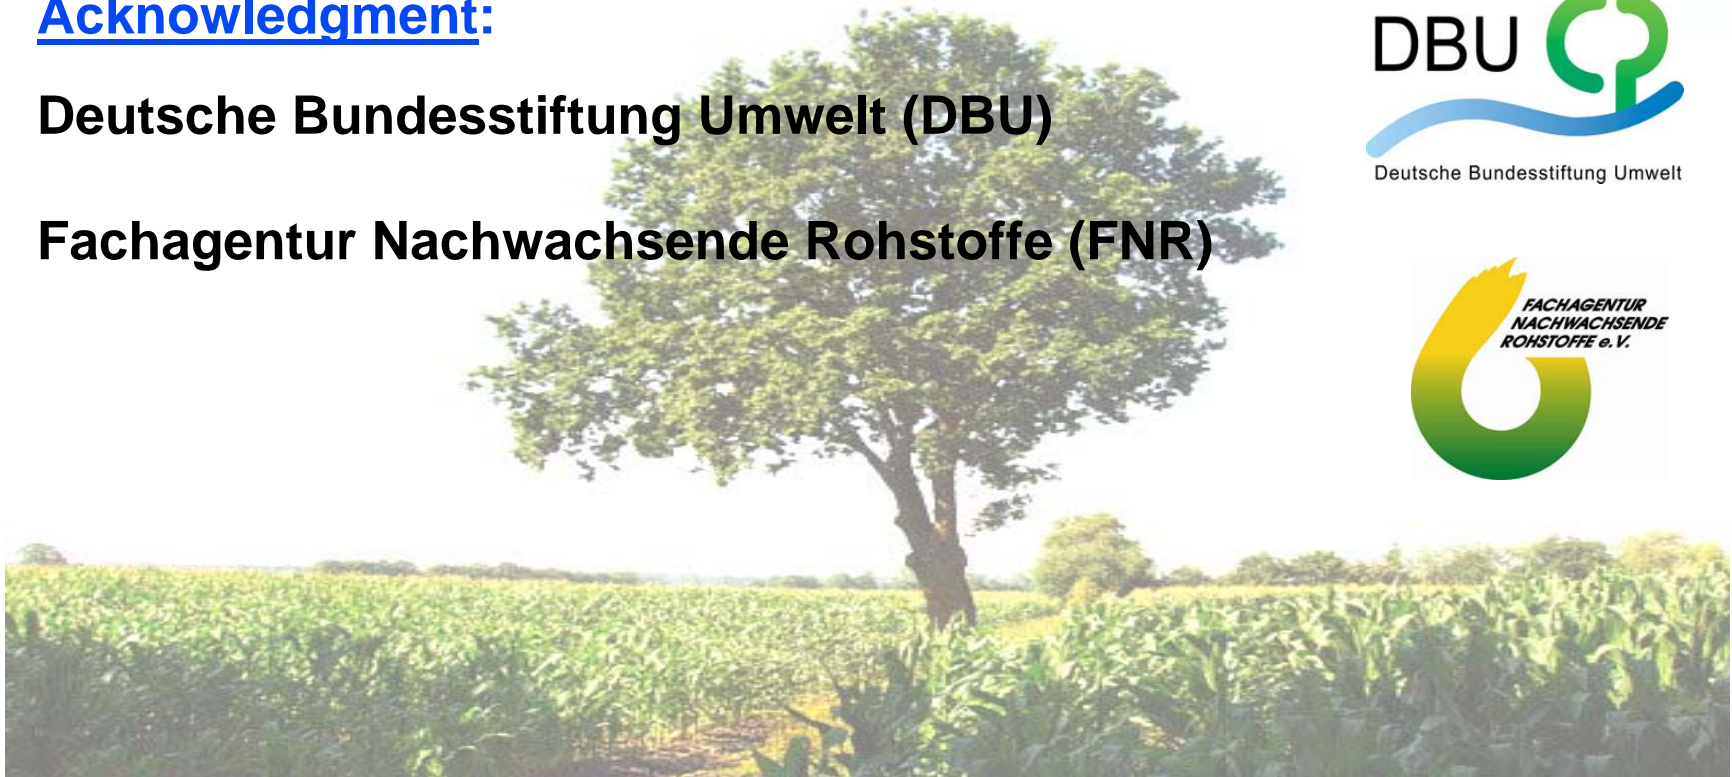 Acknowledgment:
Deutsche Bundesstiftung Umwelt (DBU)
Fachagentur Nachwachsende Rohstoffe (FNR)
DBU
Deutsche Bundesstiftung Umwelt
FACHAGENTUR
NACHWACHSENDE
ROHSTOFFE e.V.